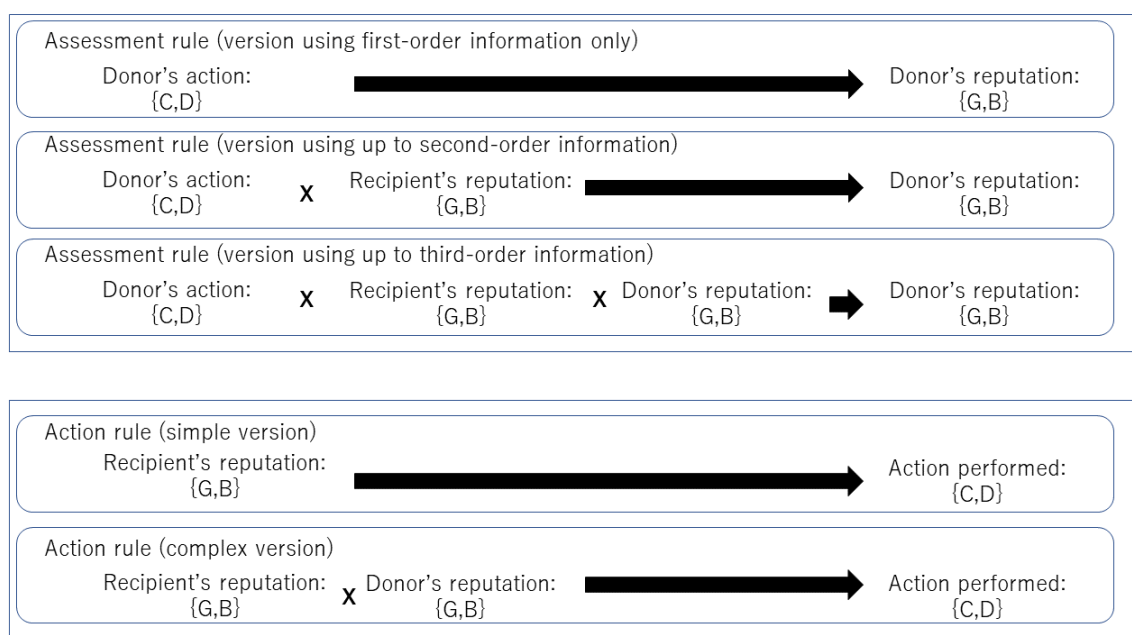 Assessment rule (version using first-order information only)
Donor's action: Donor's reputation:
{C,D} {G,B}
Assessment rule (version using up to second-order information)
Donor's action: x Recipient's reputation: Donor's reputation:
{C,D} {G,B} {G,B}
Assessment rule (version using up to third-order information)
Donor's action: x Recipient's reputation: x Donor's reputation: Donor's reputation:
{C,D} {G,B} {G,B} {G,B}
Action rule (simple version)
Recipient's reputation: Action performed:
{G,B} {C,D}
Action rule (complex version)
Recipient's reputation: x Donor's reputation: Action performed:
{G,B} {G,B} {C,D}